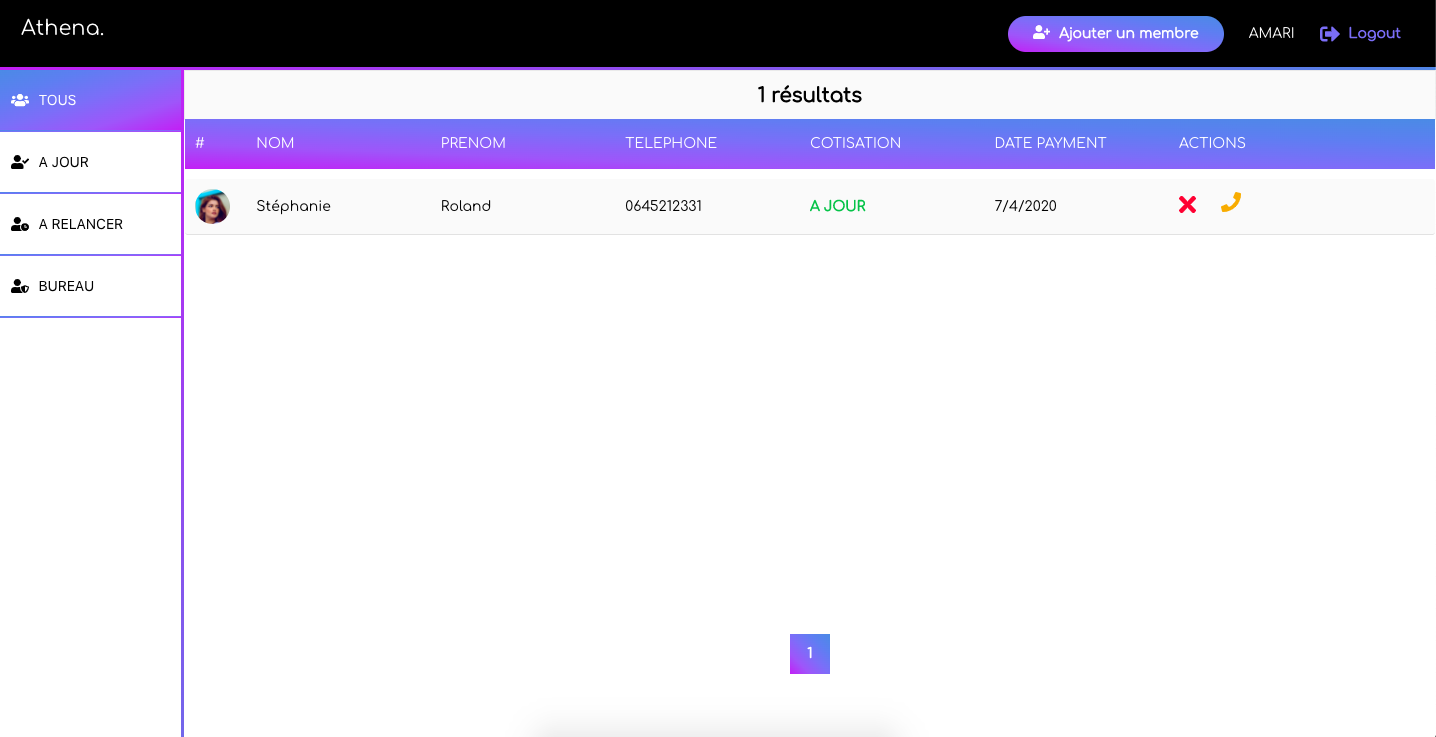 Athena.
Ajouter un membre
AMARI
Logout
TOUS
A JOUR
A RELANCER
BUREAU
1 résultats
# NOM PRENOM TELEPHONE COTISATION DATE PAYMENT ACTIONS
Stéphanie Roland 0645212331 A JOUR 7/4/2020
1